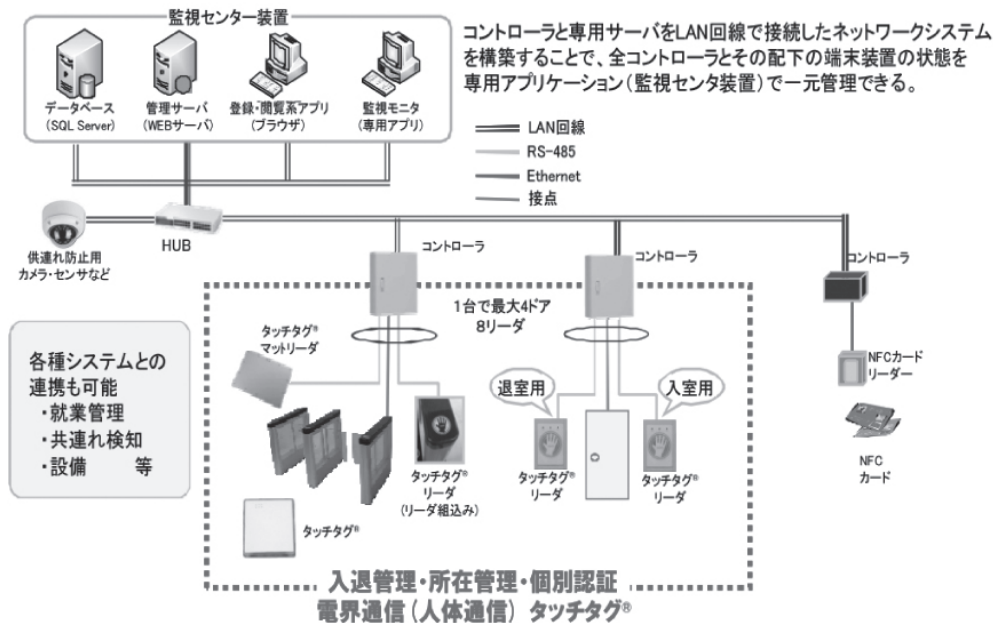 監視センター装置
データベース
(SQL Server)
管理サーバ
(WEBサーバ)
登録・閲覧系アプリ
(ブラウザ)
監視モニタ
(専用アプリ)
コントローラと専用サーバをLAN回線で接続したネットワークシステム
を構築することで、全コントローラとその配下の端末装置の状態を
専用アプリケーション(監視センタ装置)で一元管理できる。
LAN回線
RS-485
Ethernet
接点
供連れ防止用
カメラ・センサなど
HUB
コントローラ
コントローラ
コントローラ
1台で最大4ドア
8リーダ
各種システムとの
連携も可能
・就業管理
・共連れ検知
・設備 等
タッチタグ®
マットリーダ
タッチタグ®
リーダ
(リーダ組込み)
タッチタグ®
退室用
入室用
タッチタグ®
リーダ
タッチタグ®
リーダ
NFCカード
リーダー
NFC
カード
入退管理・所在管理・個別認証
電界通信(人体通信) タッチタグ®